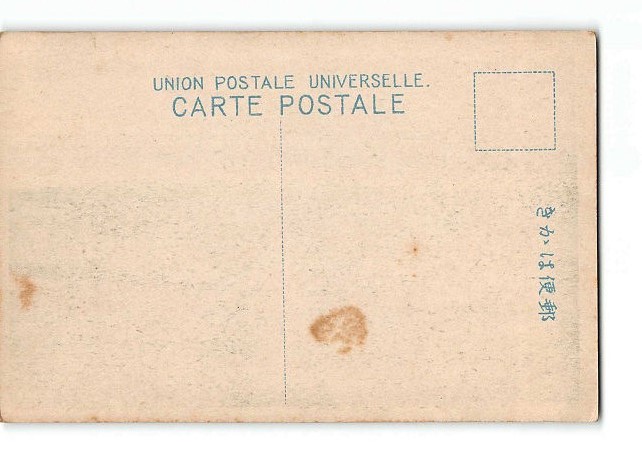 UNION POSTALE UNIVERSELLE.
CARTE POSTALE
郵便はかき